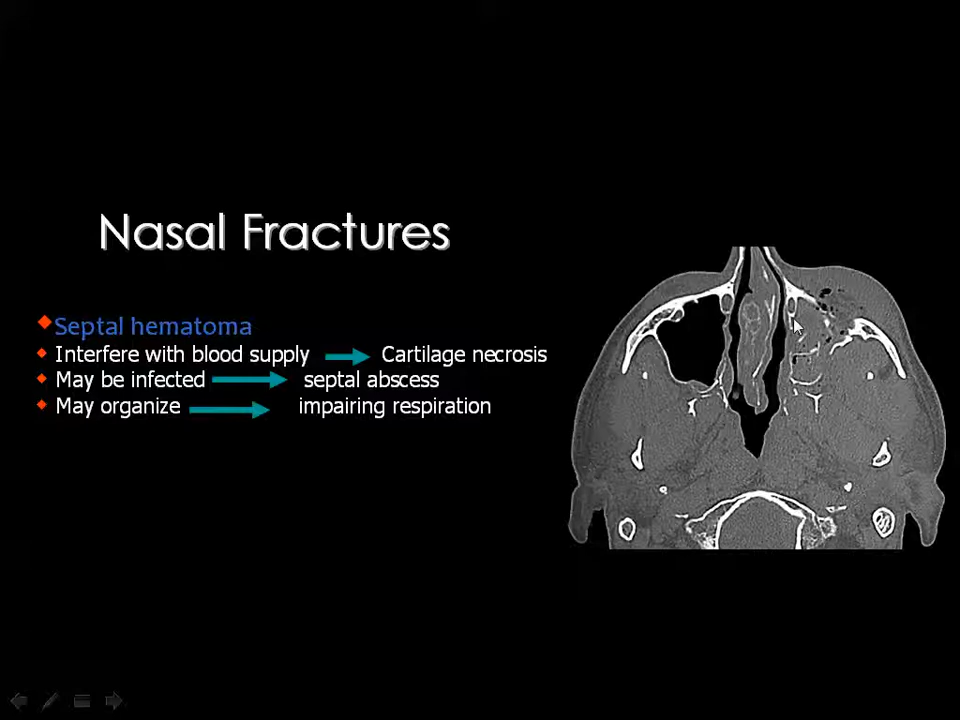 Nasal Fractures
Septal hematoma
Interfere with blood supply Cartilage necrosis
May be infected septal abscess
May organize impairing respiration